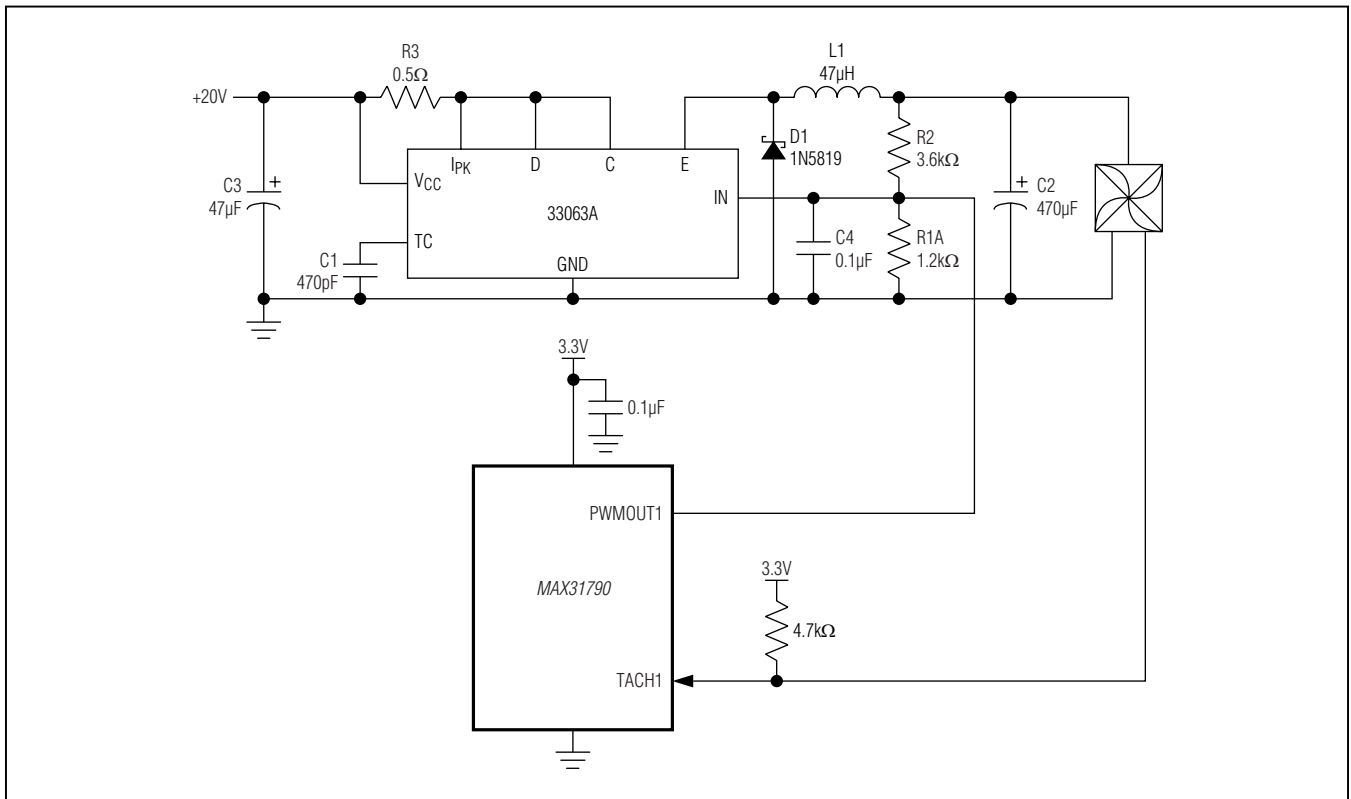 L1
47µH
R3
0.5Ω
+20V
D1
1N5819
R2
3.6kΩ
IPK
D
C
E
VCC
C3
47µF
33063A
IN
C2
470µF
TC
C4
0.1µF
R1A
1.2kΩ
C1
470pF
GND
3.3V
0.1µF
PWMOUT1
MAX31790
3.3V
4.7kΩ
TACH1